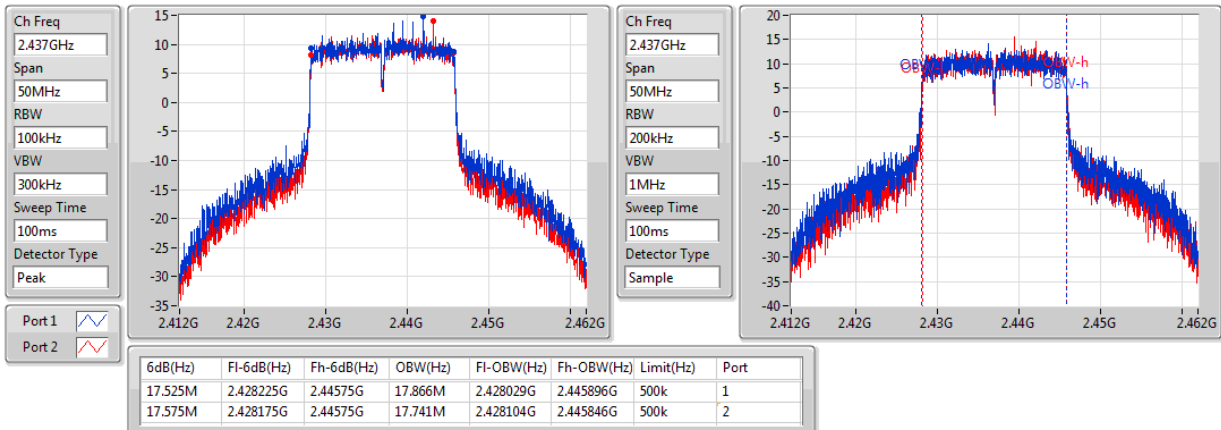 Ch Freq
2.437GHz
Span
50MHz
RBW
100kHz
VBW
300kHz
Sweep Time
100ms
Detector Type
Peak
Port 1
Port 2
15
10
5
0
-5
-10
-15
-20
-25
-30
-35
2.412G 2.42G 2.43G 2.44G 2.45G 2.462G
Ch Freq
2.437GHz
Span
50MHz
RBW
200kHz
VBW
1MHz
Sweep Time
100ms
Detector Type
Sample
20
15
10
5
0
-5
-10
-15
-20
-25
-30
-35
-40
OBW-h
OBW-h
2.412G 2.42G 2.43G 2.44G 2.45G 2.462G
6dB(Hz) Fl-6dB(Hz) Fh-6dB(Hz) OBW(Hz) Fl-OBW(Hz) Fh-OBW(Hz) Limit(Hz) Port
17.525M 2.428225G 2.44575G 17.866M 2.428029G 2.445896G 500k 1
17.575M 2.428175G 2.44575G 17.741M 2.428104G 2.445846G 500k 2